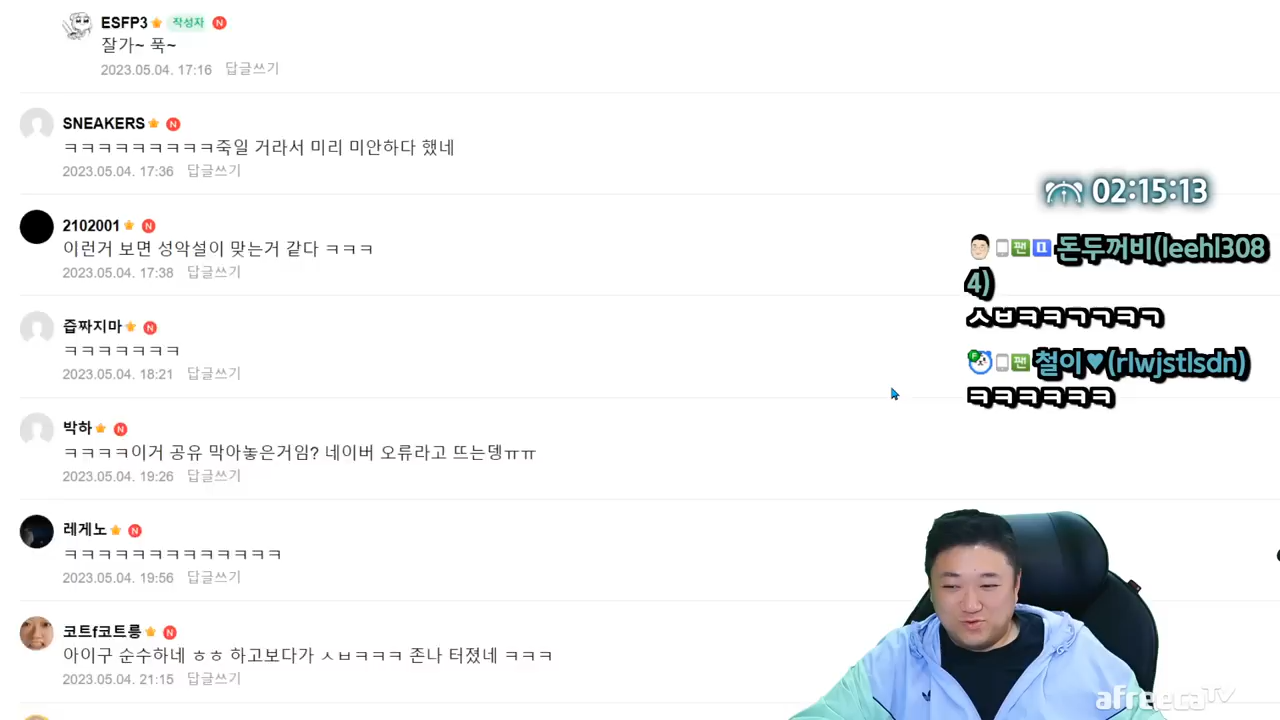 ESFP3 작성자 N
잘가~ 푹~
2023.05.04. 17:16 답글쓰기
SNEAKERS N
ㅋㅋㅋㅋㅋㅋㅋㅋㅋ죽일 거라서 미리 미안하다 했네
2023.05.04. 17:36 답글쓰기
2102001 N
이런거 보면 성악설이 맞는거 같다 ㅋㅋㅋ
2023.05.04. 17:38 답글쓰기
즙짜지마 N
ㅋㅋㅋㅋㅋㅋㅋ
2023.05.04. 18:21 답글쓰기
박하 N
ㅋㅋㅋㅋ이거 공유 막아놓은거임? 네이버 오류라고 뜨는뎅ㅠㅠ
2023.05.04. 19:26 답글쓰기
레게노 N
ㅋㅋㅋㅋㅋㅋㅋㅋㅋㅋㅋㅋㅋ
2023.05.04. 19:56 답글쓰기
코트f코트릉 N
아이구 순수하네 ㅎㅎ 하고보다가 ㅅㅂㅋㅋㅋ 존나 터졌네 ㅋㅋㅋ
2023.05.04. 21:15 답글쓰기
02:15:13
팬 돈두꺼비(leehl308
4)
ㅅㅂㅋㅋㄱㄱㅋㄱ
F 팬 철이♥(rlwjstlsdn)
ㅋㅋㅋㅋㅋㅋ
afreecaTV